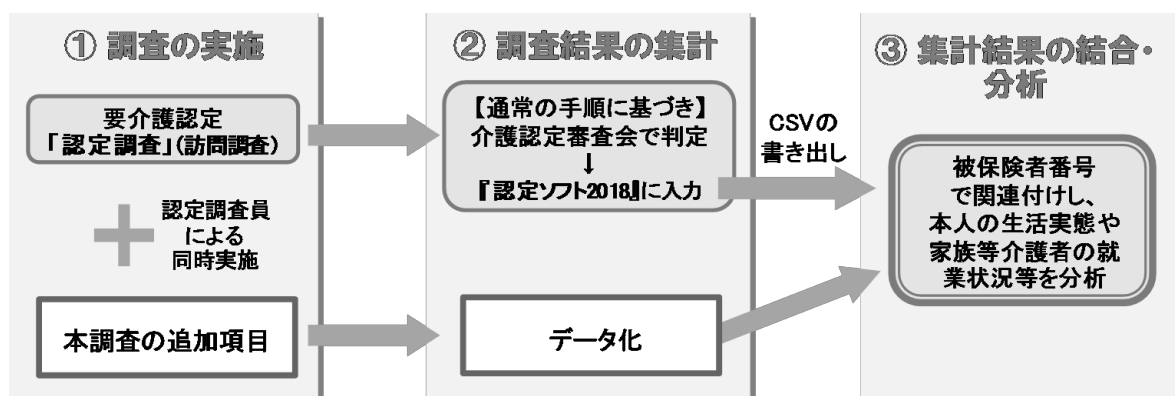 ① 調査の実施
要介護認定
「認定調査」(訪問調査)
認定調査員
による
同時実施
本調査の追加項目
② 調査結果の集計
【通常の手順に基づき】
介護認定審査会で判定
↓
『認定ソフト2018』に入力
データ化
CSVの
書き出し
③ 集計結果の結合・
分析
被保険者番号
で関連付けし、
本人の生活実態や
家族等介護者の就
業状況等を分析